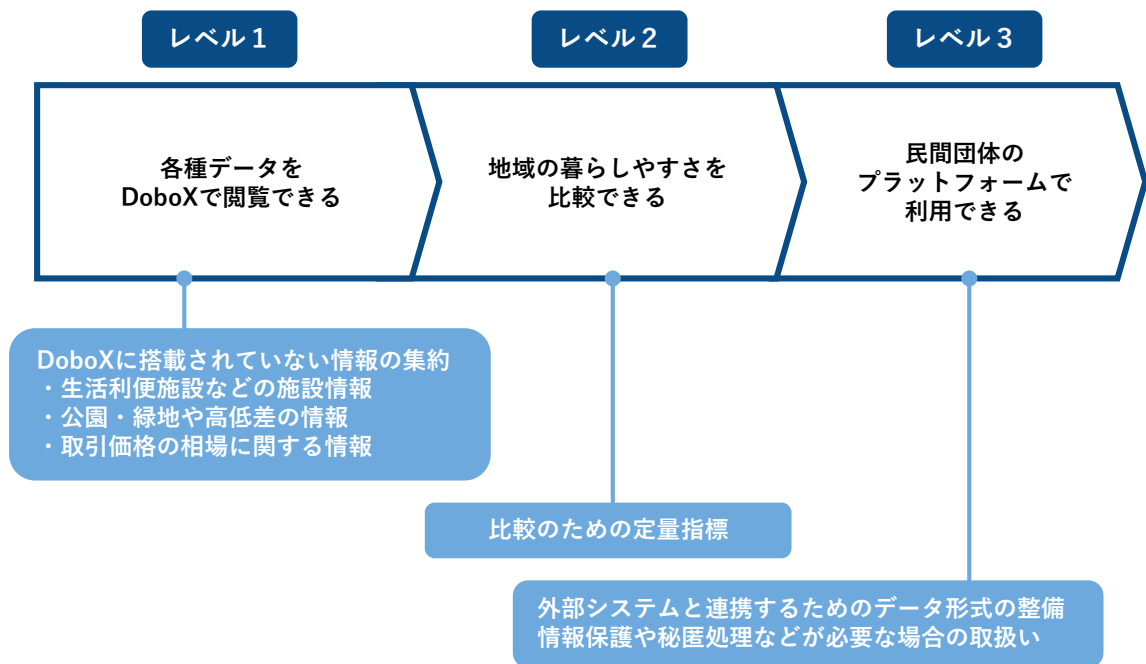 レベル1
レベル2
レベル3
各種データを
DoboXで閲覧できる
地域の暮らしやすさを
比較できる
民間団体の
プラットフォームで
利用できる
DoboXに搭載されていない情報の集約
・生活利便施設などの施設情報
・公園・緑地や高低差の情報
・取引価格の相場に関する情報
比較のための定量指標
外部システムと連携するためのデータ形式の整備
情報保護や秘匿処理などが必要な場合の取扱い